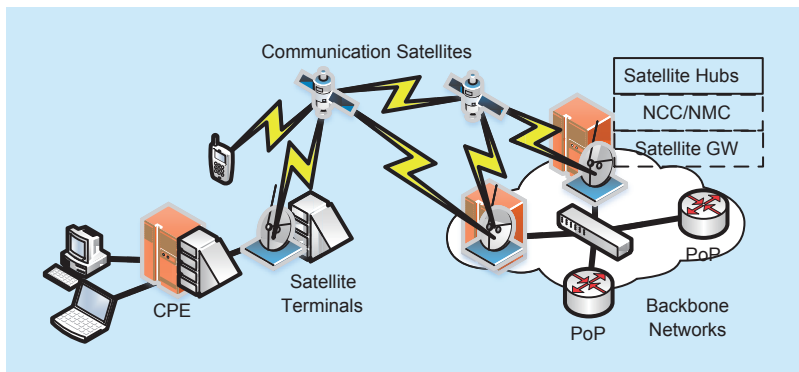 Communication Satellites
Satellite Hubs
NCC/NMC
Satellite GW
CPE
Satellite
Terminals
PoP
PoP
Backbone
Networks